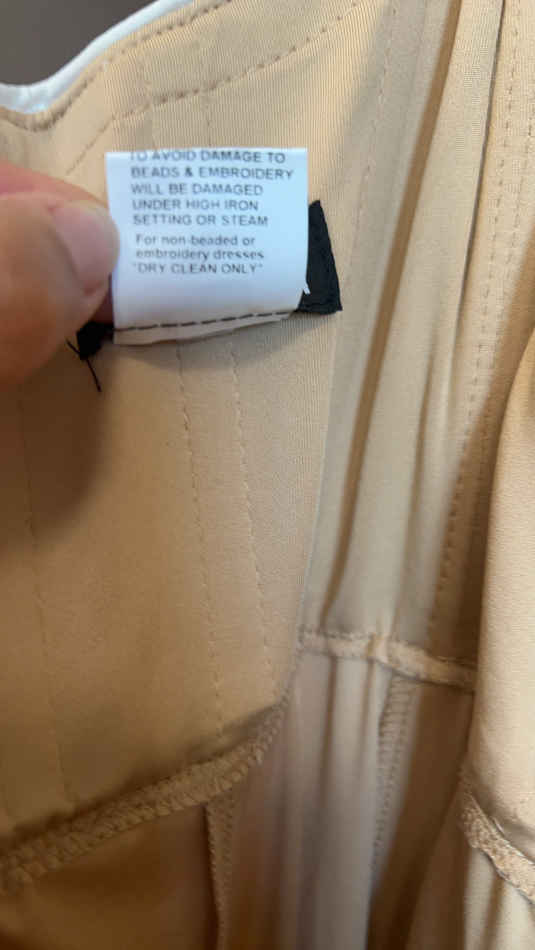 TO AVOID DAMAGE TO
BEADS & EMBROIDERY
WILL BE DAMAGED
UNDER HIGH IRON
SETTING OR STEAM
For non-beaded or
embroidery dresses
"DRY CLEAN ONLY"